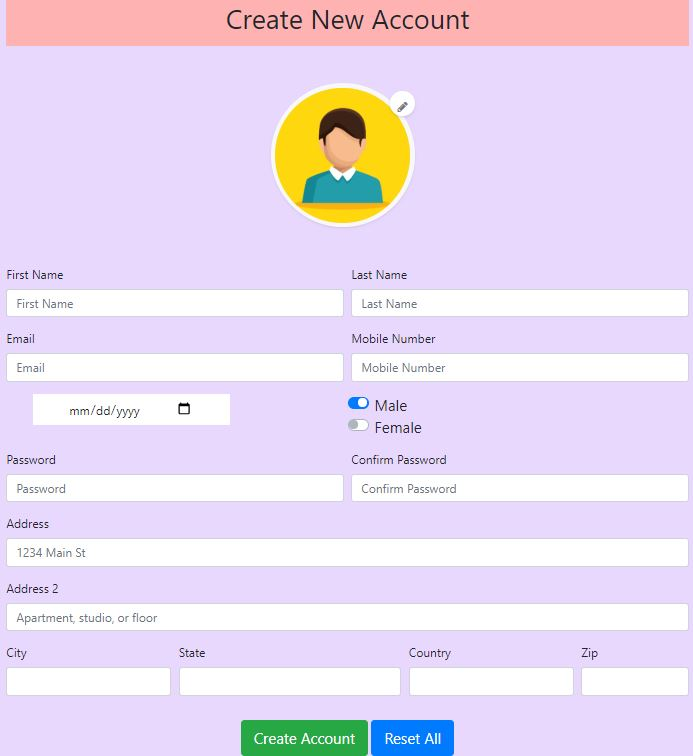 Create New Account
First Name Last Name
First Name Last Name
Email Mobile Number
Email Mobile Number
mm/dd/yyyy Male
Female
Password Confirm Password
Password Confirm Password
Address
1234 Main St
Address 2
Apartment, studio, or floor
City State Country Zip
Create Account Reset All